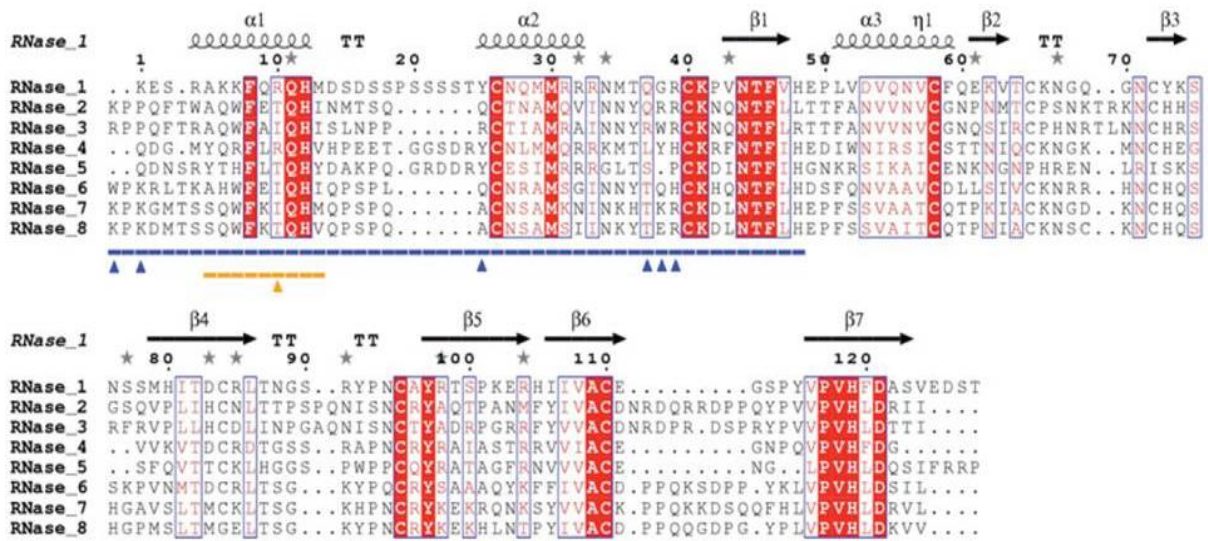 α1 α2 β1 α3 η1 β2 β3
RNase_1 TT TT
1 10 20 30 40 50 60 70
RNase_1 ..KES.RAKKFQRQHMDSDSSPSSSSTYCNQMMRRRNMTQGRCKPVNTFVHEPLVDVQNVCFQEKVTCKNGQ..GNCYKS
RNase_2 KPPQFTWAQWFETQHINMTSQ......QCTNAMQVINNYQRRCKNQNTFLLTTFANVVNVCGNPNMTCPSNKTRKNCHHS
RNase_3 RPPQFTRAQWFAIQHISLNPP......RCTIAMRAINNYRWRCKNQNTFLRTTFANVVNVCGNQSIRCPHNRTLNNCHRS
RNase_4 ..QDG.MYQRFLRQHVHPEET.GGSDRYCNLMMQRRKMTLYHCKRFNTFIHEDIWNIRSICSTTNIQCKNGK..MNCHEG
RNase_5 ..QDNSRYTHFLTQHYDAKPQ.GRDDRYCESIMRRRGLTS.PCKDINTFIHGNKRSIKAICENKNGNPHREN..LRISKS
RNase_6 WPKRLTKAHWFEIQHIQPSPL......QCNRAMSGINNYTQHCKHQNTFLHDSFQNVAAVCDLLSIVCKNRR..HNCHQS
RNase_7 KPKGMTSSQWFKIQHMQPSPQ......ACNSAMKNINKHTKRCKDLNTFLHEPFSSVAATCQTPKIACKNGD..KNCHQS
RNase_8 KPKDMTSSQWFKTQHVQPSPQ......ACNSAMSIINKYTERCKDLNTFLHEPFSSVAITCQTPNIACKNSC..KNCHQS
β4 β5 β6 β7
RNase_1 TT TT
80 90 100 110 120
RNase_1 NSSMHITDCRLTNGS..RYPNCAYRTSPKERHIIVACE.........GSPYVPVHFDASVEDST
RNase_2 GSQVPLIHCNLTTPSPQNISNCRYAQTPANMFYIVACDNRDQRRDPPQYPVVPVHLDRII....
RNase_3 RFRVPLLHCDLINPGAQNISNCTYADRPGRRFYVVACDNRDPR.DSPRYPVVPVHLDTTI....
RNase_4 ..VVKVTDCRDTGSS..RAPNCRYRAIASTRRVVIACE.........GNPQVPVHFDG......
RNase_5 ..SFQVTTCKLHGGS..PWPPCQYRATAGFRNVVVACE.........NG.LPVHLDQSIFRRP
RNase_6 SKPVNMTDCRLTSG...KYPQCRYSAAAQYKFFIVACD.PPQKSDPP.YKLVPVHLDSIL....
RNase_7 HGAVSLTMCKLTSG...KHPNCRYKEKRQNKSYVVACK.PPQKKDSQQFHLVPVHLDRVL....
RNase_8 HGPMSLTMGELTSG...KYPNCRYKEKHLNTPYIVACD.PPQQGDPGYPLVPVHLDKVV....